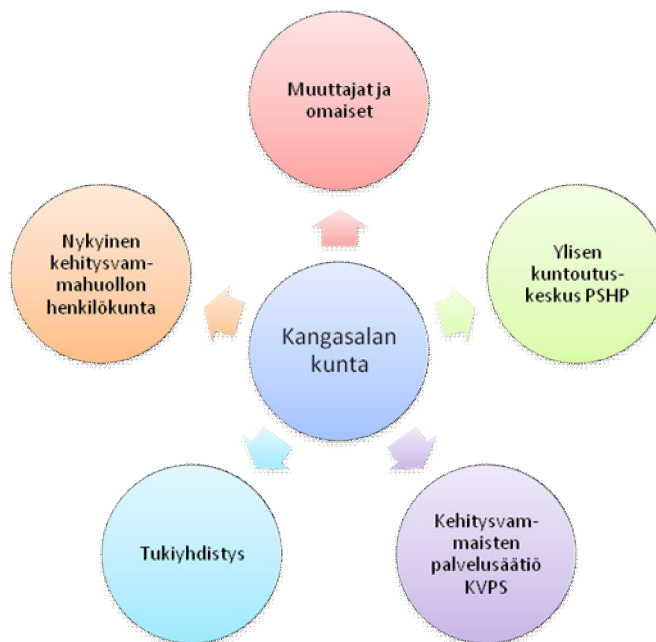 Muuttajat ja
omaiset
Nykyinen
kehitysvam-
mahuollon
henkilökunta
Ylisen
kuntoutus-
keskus PSHP
Kangasalan
kunta
Tukiyhdistys
Kehitysvam-
maisten
palvelusäätiö
KVPS